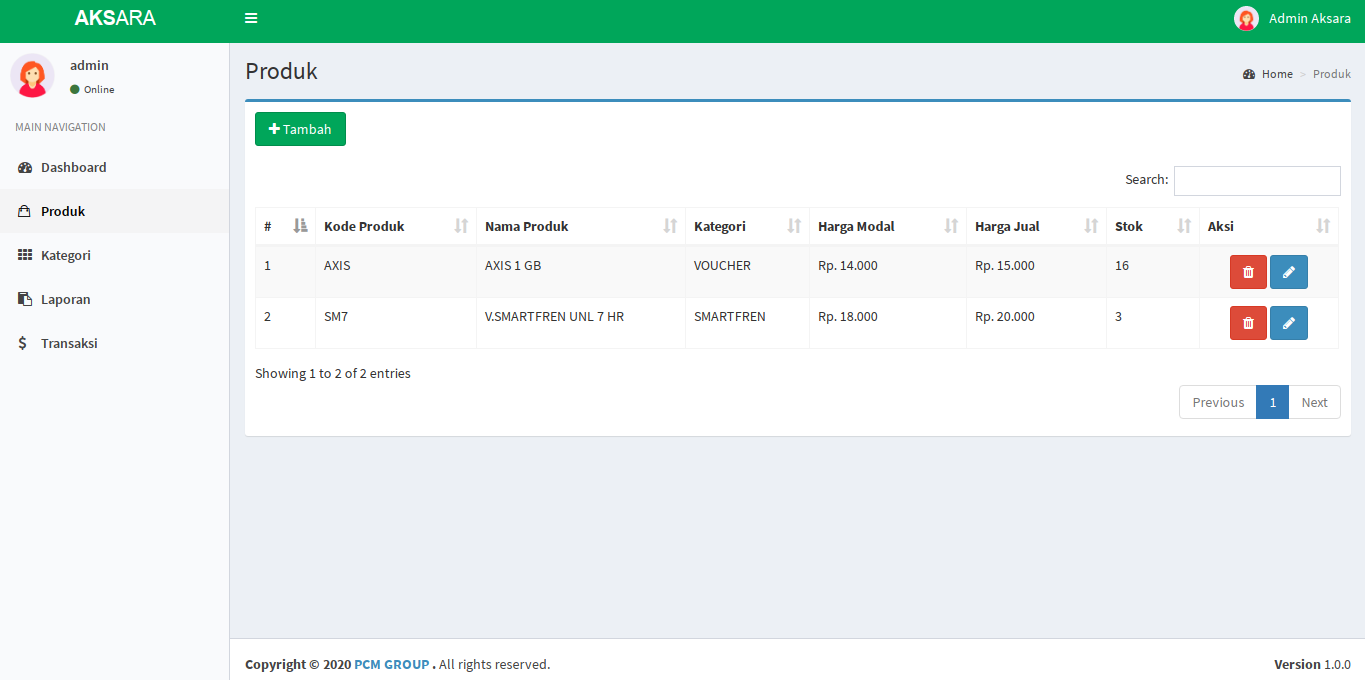 AKSARA
Admin Aksara
admin
Online
MAIN NAVIGATION
Dashboard
Produk
Kategori
Laporan
Transaksi
Produk
Home > Produk
Tambah
Search:
# Kode Produk Nama Produk Kategori Harga Modal Harga Jual Stok Aksi
1 AXIS AXIS 1 GB VOUCHER Rp. 14.000 Rp. 15.000 16
2 SM7 V.SMARTFREN UNL 7 HR SMARTFREN Rp. 18.000 Rp. 20.000 3
Showing 1 to 2 of 2 entries
Previous 1 Next
Copyright © 2020 PCM GROUP . All rights reserved. Version 1.0.0